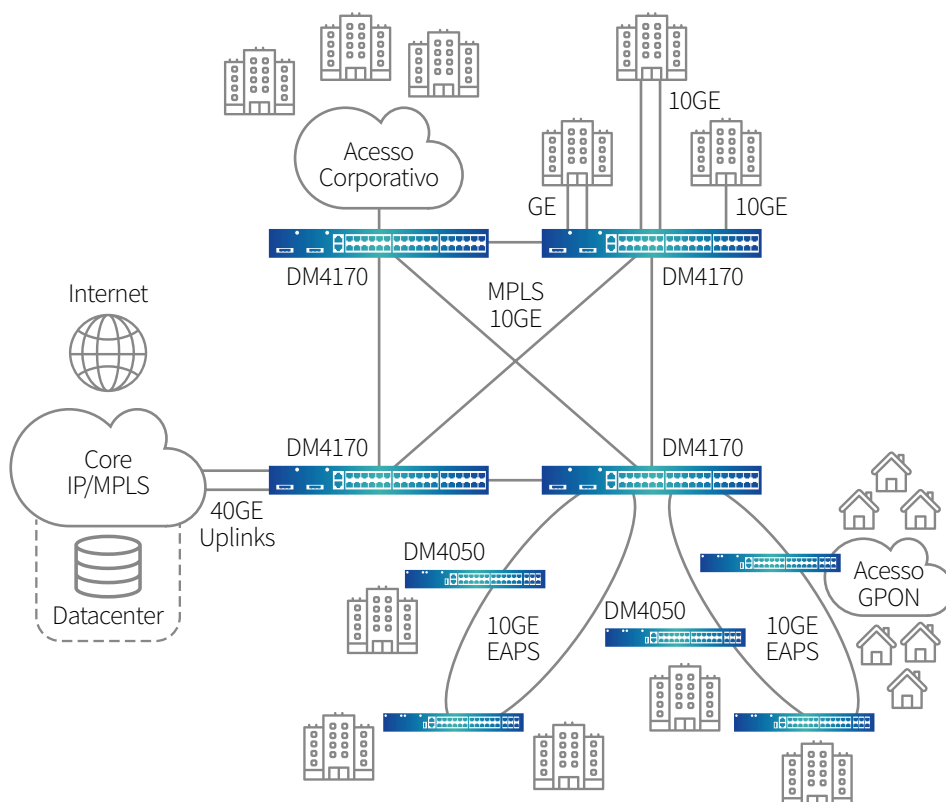 10GE
Acesso
Corporativo
GE
10GE
DM4170
DM4170
MPLS
10GE
Internet
DM4170
DM4170
Core
IP/MPLS
40GE
Uplinks
Datacenter
DM4050
10GE
EAPS
DM4050
10GE
EAPS
Acesso
GPON